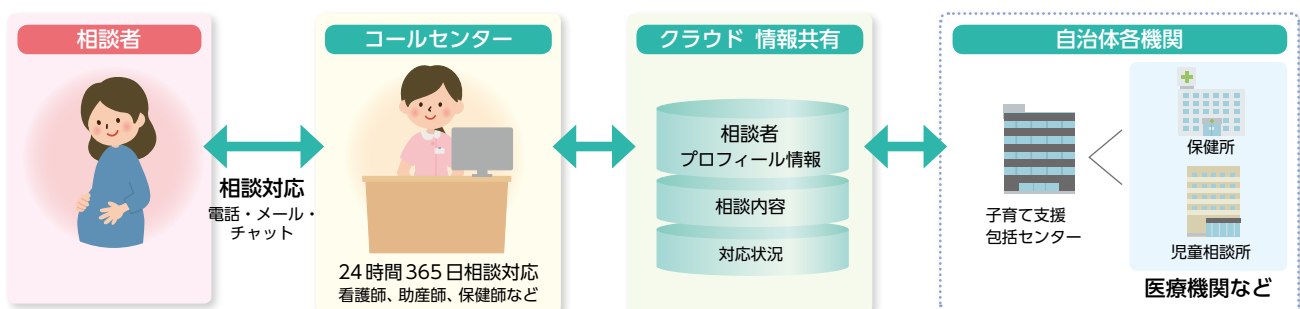 相談者
相談対応
電話・メール・
チャット
コールセンター
24時間365日相談対応
看護師、助産師、保健師など
クラウド 情報共有
相談者
プロフィール情報
相談内容
対応状況
自治体各機関
子育て支援
包括センター
保健所
児童相談所
医療機関など